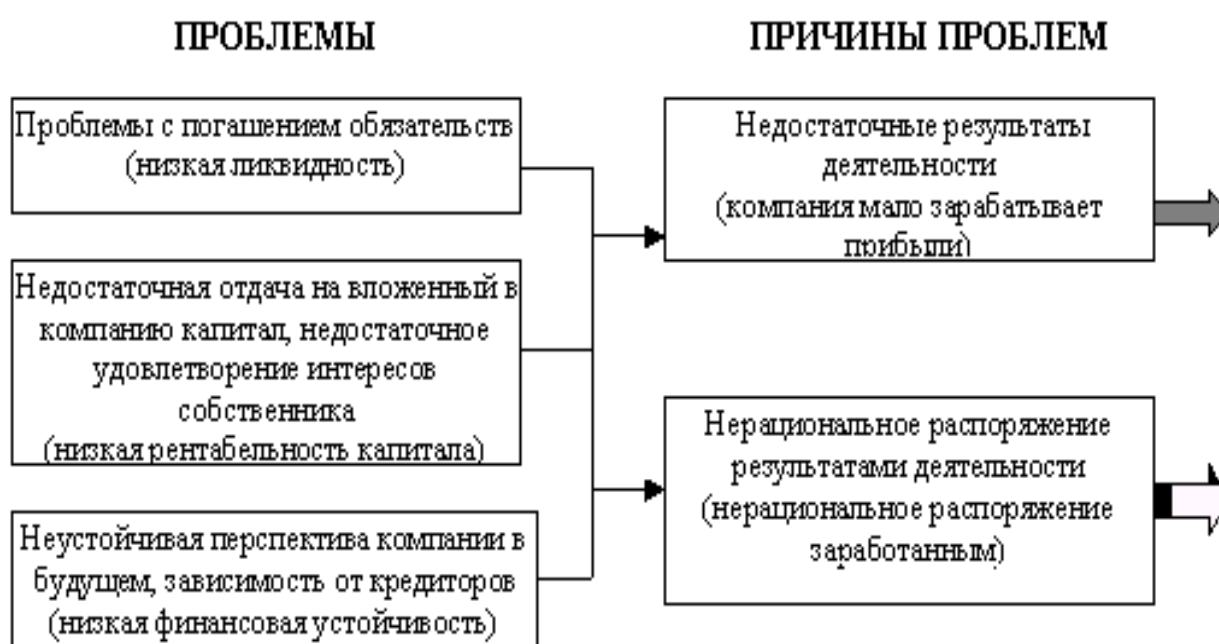 ПРОБЛЕМЫ
ПРИЧИНЫ ПРОБЛЕМ
Проблемы с погашением обязательств
(низкая ликвидность)
Недостаточная отдача на вложенный в
компанию капитал, недостаточное
удовлетворение интересов
собственника
(низкая рентабельность капитала)
Неустойчивая перспектива компании в
будущем, зависимость от кредиторов
(низкая финансовая устойчивость)
Недостаточные результаты
деятельности
(компания мало зарабатывает
прибыли)
Нерациональное распоряжение
результатами деятельности
(нерациональное распоряжение
заработанным)